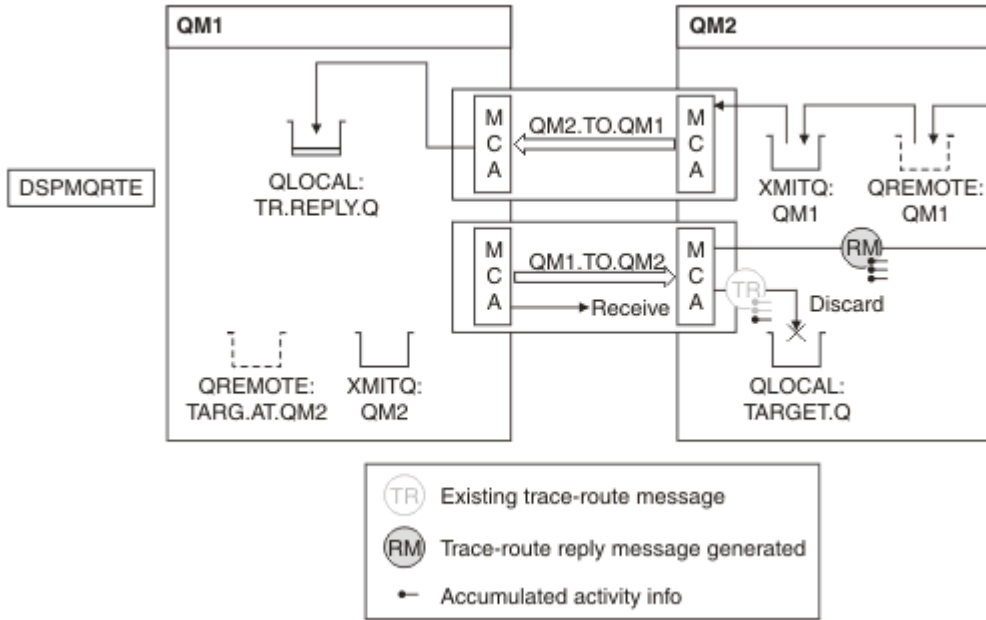 QM1
QM2
DSPMQRTE
QLOCAL:
TR.REPLY.Q
M
C
A
QM2.TO.QM1
M
C
A
XMITQ:
QM1
QREMOTE:
QM1
M
C
A
QM1.TO.QM2
Receive
M
C
A
RM
TR
Discard
QREMOTE:
TARG.AT.QM2
XMITQ:
QM2
QLOCAL:
TARGET.Q
TR Existing trace-route message
RM Trace-route reply message generated
Accumulated activity info